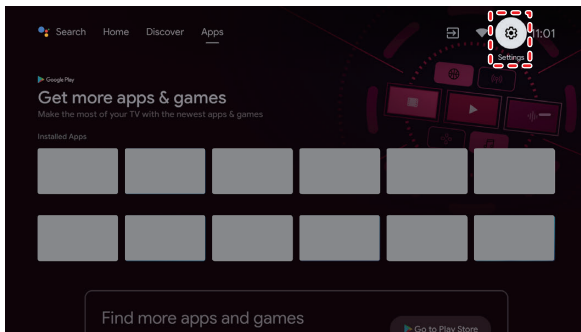 Search Home Discover Apps 11:01
Settings
Google Play
Get more apps & games
Make the most of your TV with the newest apps & games
Installed Apps
Find more apps and games
Go to Play Store